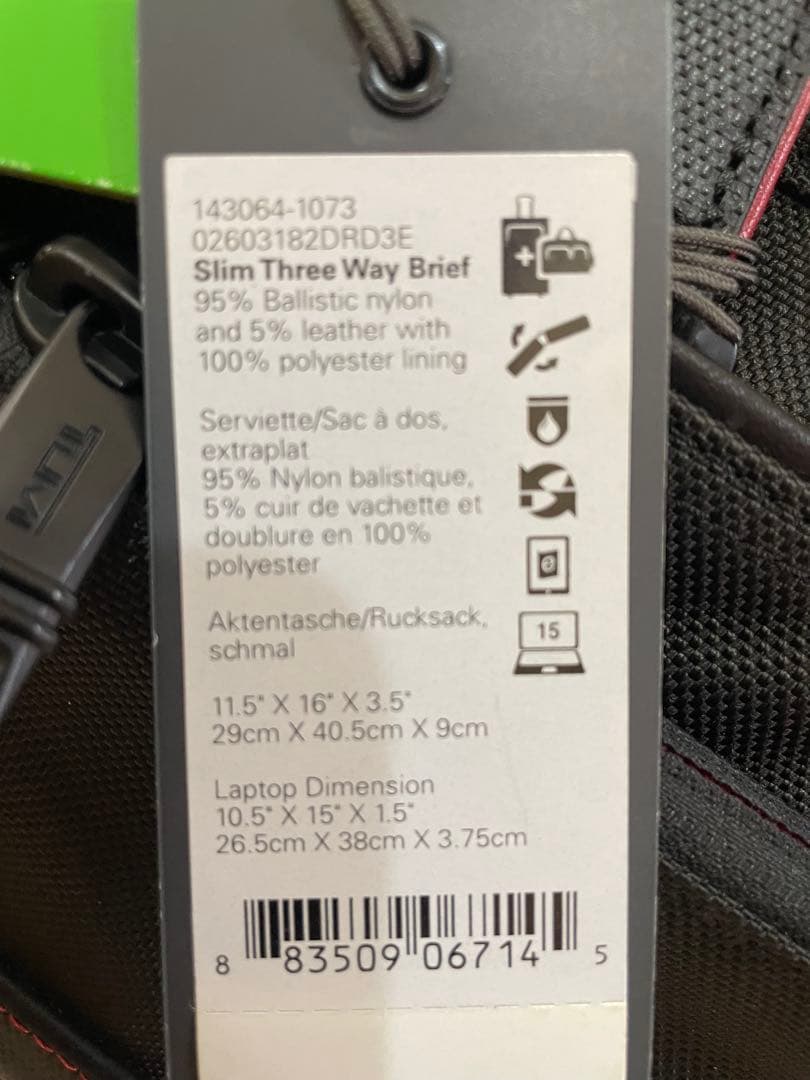 143064-1073
02603182DRD3E
Slim Three Way Brief
95% Ballistic nylon
and 5% leather with
100% polyester lining
Serviette/Sac à dos,
extraplat
95% Nylon balistique,
5% cuir de vachette et
doublure en 100%
polyester
Aktentasche/Rucksack,
schmal
11.5" X 16" X 3.5"
29cm X 40.5cm X 9cm
Laptop Dimension
10.5" X 15" X 1.5"
26.5cm X 38cm X 3.75cm
8 83509 06714 5
15
TUMI